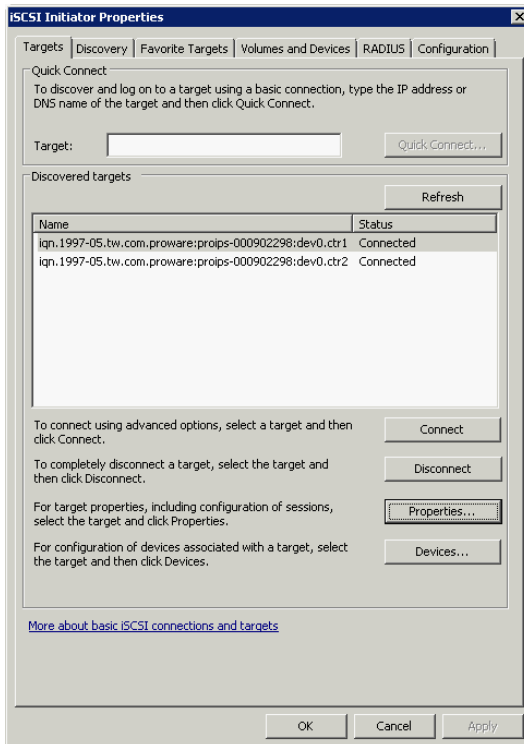 iSCSI Initiator Properties
Targets Discovery Favorite Targets Volumes and Devices RADIUS Configuration
Quick Connect
To discover and log on to a target using a basic connection, type the IP address or
DNS name of the target and then click Quick Connect.
Target:
Quick Connect...
Discovered targets
Refresh
Name Status
iqn.1997-05.tw.com.proware:proips-000902298:dev0.ctr1 Connected
iqn.1997-05.tw.com.proware:proips-000902298:dev0.ctr2 Connected
To connect using advanced options, select a target and then
click Connect.
Connect
To completely disconnect a target, select the target and
then click Disconnect.
Disconnect
For target properties, including configuration of sessions,
select the target and click Properties.
Properties...
For configuration of devices associated with a target, select
the target and then click Devices.
Devices...
More about basic iSCSI connections and targets
OK Cancel Apply